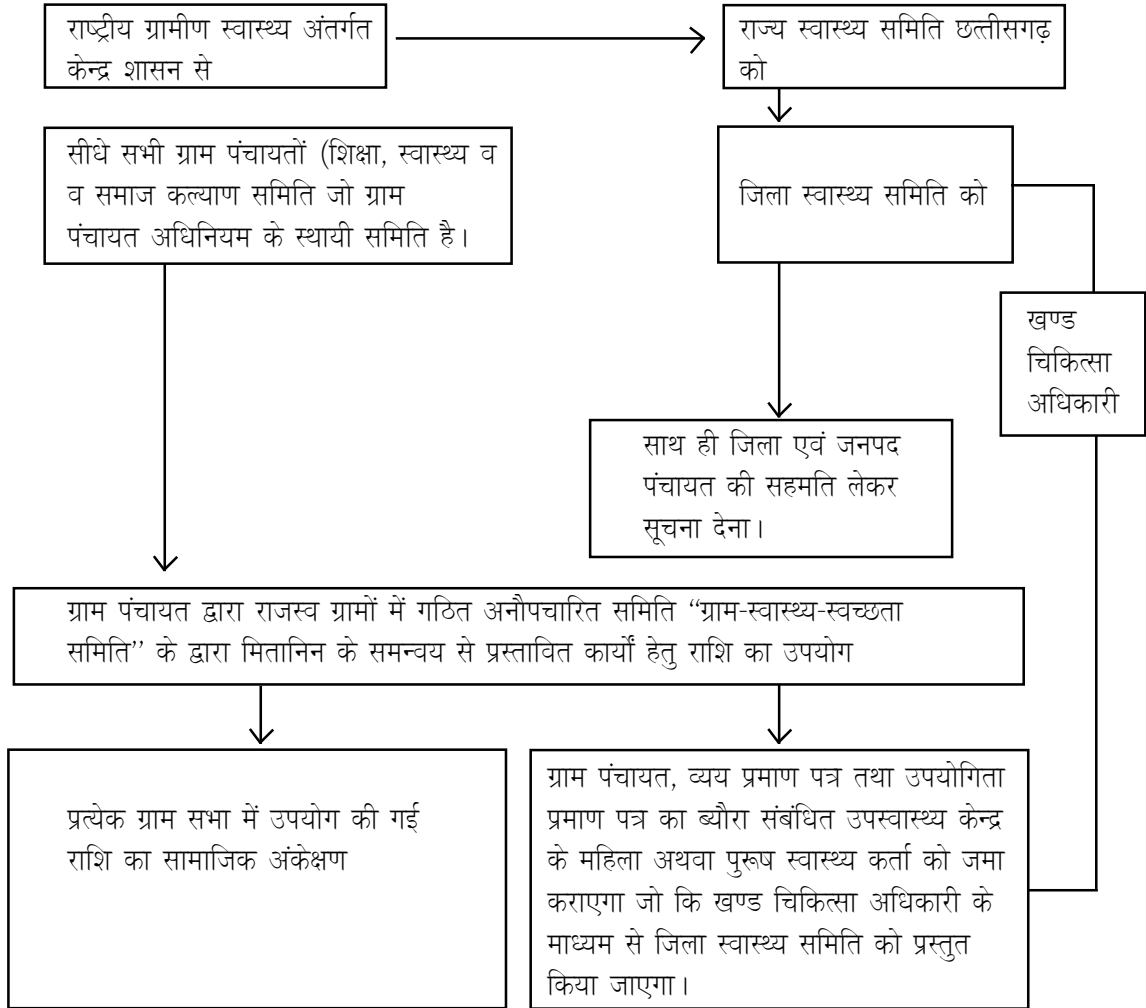 राष्ट्रीय ग्रामीण स्वास्थ्य अंतर्गत
केन्द्र शासन से
राज्य स्वास्थ्य समिति छत्तीसगढ़
को
सीधे सभी ग्राम पंचायतों (शिक्षा, स्वास्थ्य व
व समाज कल्याण समिति जो ग्राम
पंचायत अधिनियम के स्थायी समिति है।
जिला स्वास्थ्य समिति को
खण्ड
चिकित्सा
अधिकारी
साथ ही जिला एवं जनपद
पंचायत की सहमति लेकर
सूचना देना।
ग्राम पंचायत द्वारा राजस्व ग्रामों में गठित अनौपचारित समिति “ग्राम-स्वास्थ्य-स्वच्छता
समिति” के द्वारा मितानिन के समन्वय से प्रस्तावित कार्यों हेतु राशि का उपयोग
प्रत्येक ग्राम सभा में उपयोग की गई
राशि का सामाजिक अंकेक्षण
ग्राम पंचायत, व्यय प्रमाण पत्र तथा उपयोगिता
प्रमाण पत्र का ब्यौरा संबंधित उपस्वास्थ्य केन्द्र
के महिला अथवा पुरूष स्वास्थ्य कर्ता को जमा
कराएगा जो कि खण्ड चिकित्सा अधिकारी के
माध्यम से जिला स्वास्थ्य समिति को प्रस्तुत
किया जाएगा।